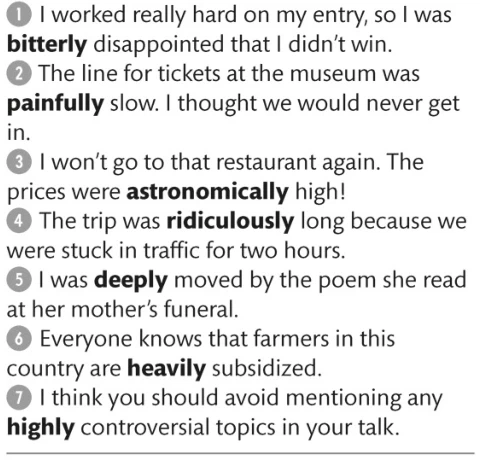 1 I worked really hard on my entry, so I was
bitterly disappointed that I didn't win.
2 The line for tickets at the museum was
painfully slow. I thought we would never get
in.
3 I won't go to that restaurant again. The
prices were astronomically high!
4 The trip was ridiculously long because we
were stuck in traffic for two hours.
5 I was deeply moved by the poem she read
at her mother's funeral.
6 Everyone knows that farmers in this
country are heavily subsidized.
7 I think you should avoid mentioning any
highly controversial topics in your talk.